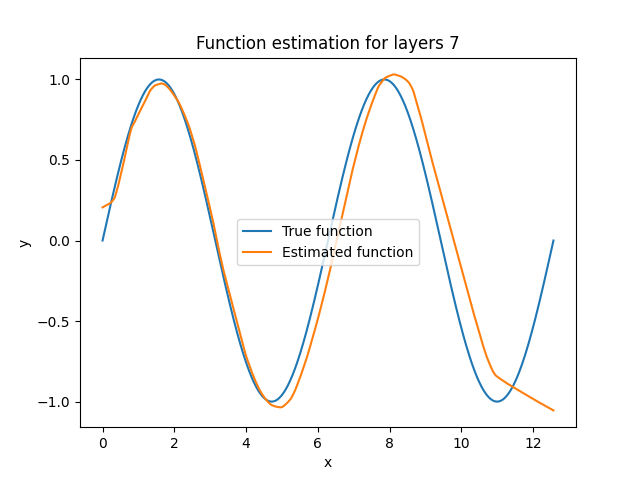 Function estimation for layers 7
1.0
0.5
0.0
−0.5
−1.0
y
True function
Estimated function
0 2 4 6 8 10 12
x